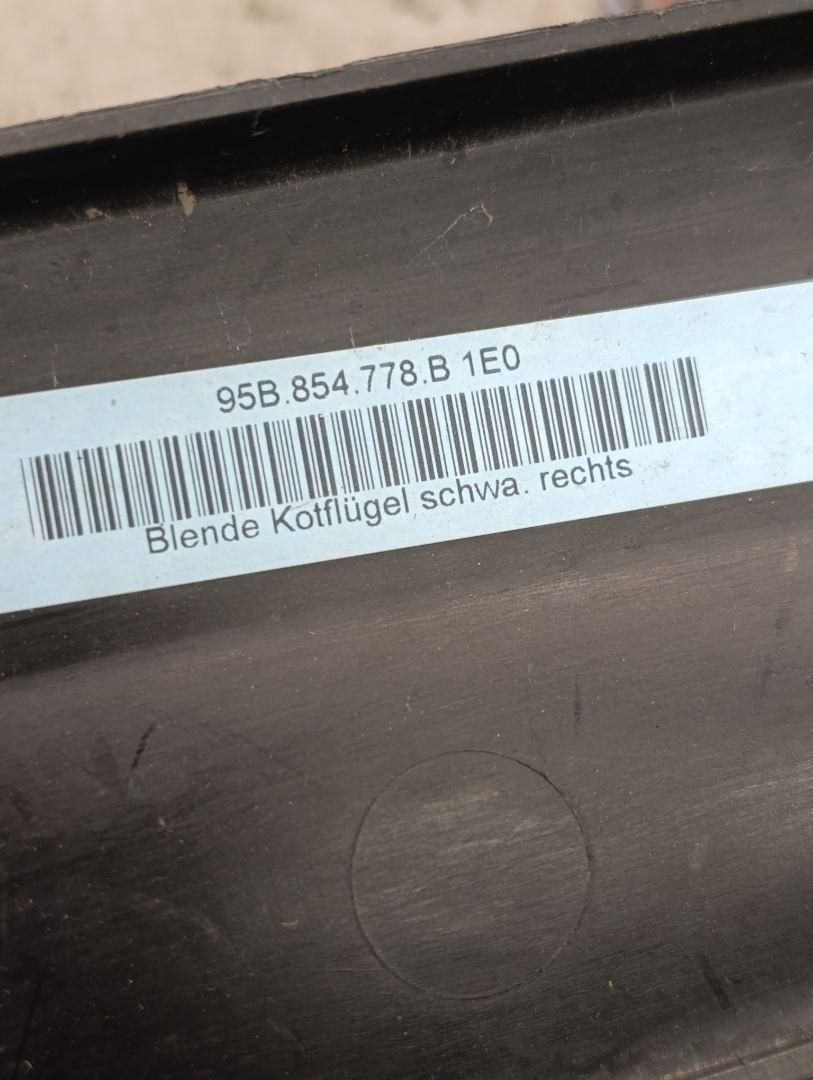 95B.854.778.B 1E0
Blende Kotflügel schwa. rechts